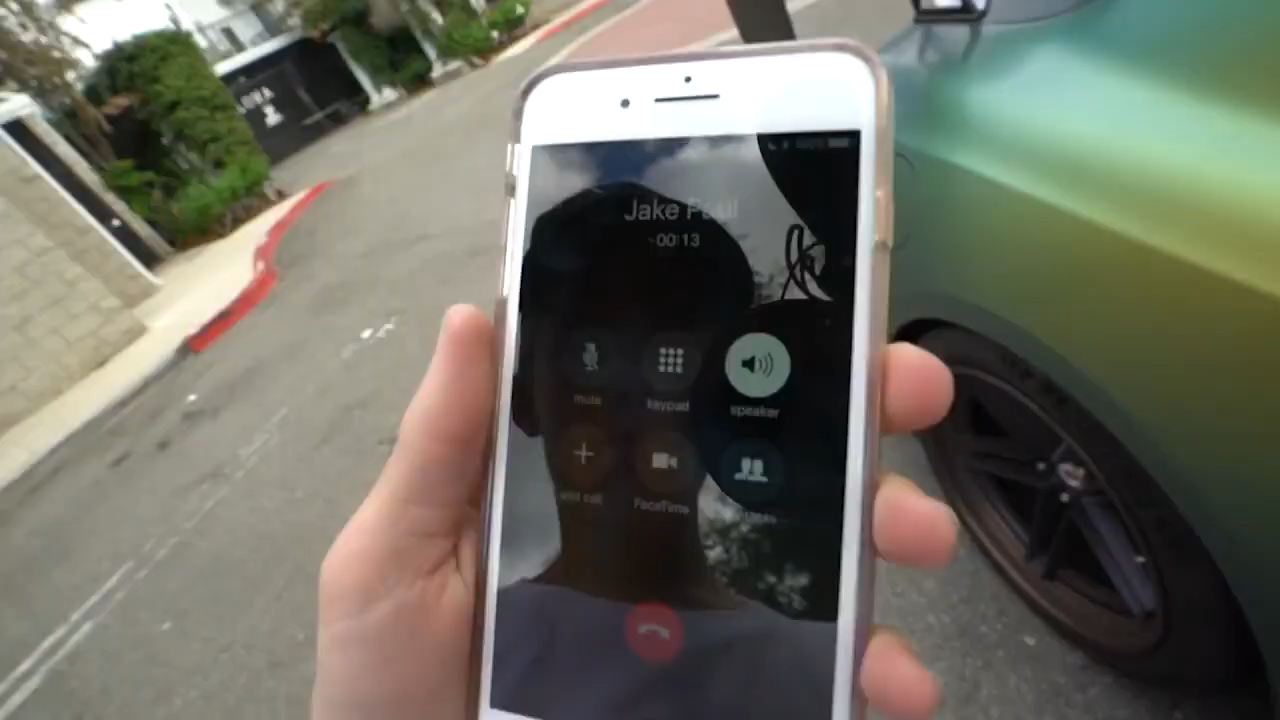 Jake Paul
00:13
mute
keypad
speaker
add call
FaceTime